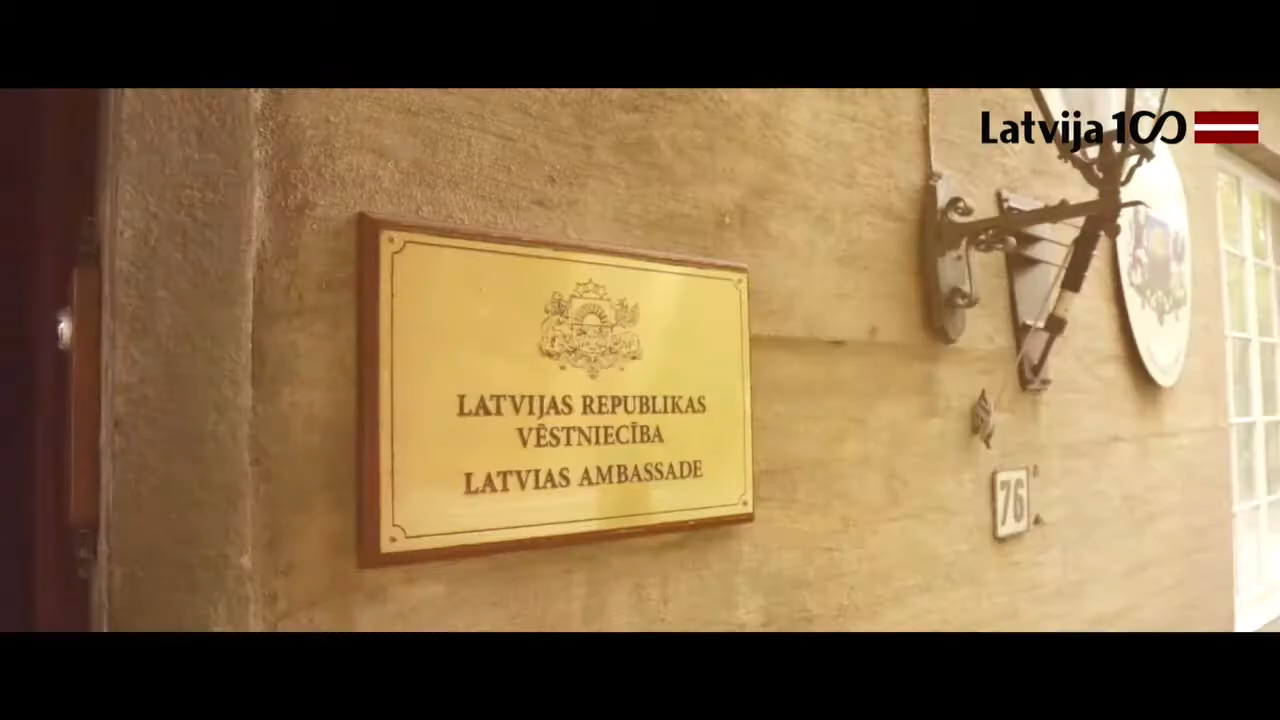 Latvija 100
LATVIJAS REPUBLIKAS
VĒSTNIECĪBA
LATVIAS AMBASSADE
76